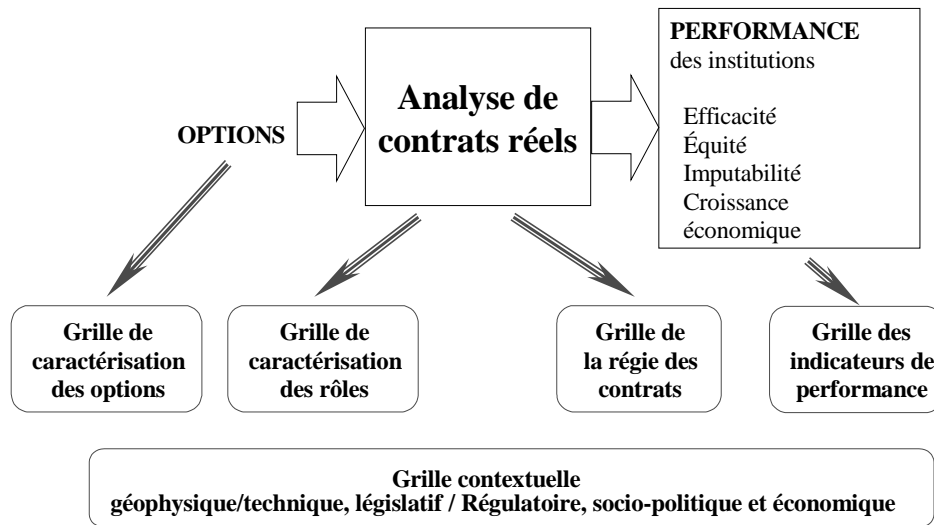 OPTIONS
Analyse de
contrats réels
PERFORMANCE
des institutions
Efficacité
Équité
Imputabilité
Croissance
économique
Grille de
caractérisation
des options
Grille de
caractérisation
des rôles
Grille de
la régie des
contrats
Grille des
indicateurs de
performance
Grille contextuelle
géophysique/technique, législatif / Régulatoire, socio-politique et économique